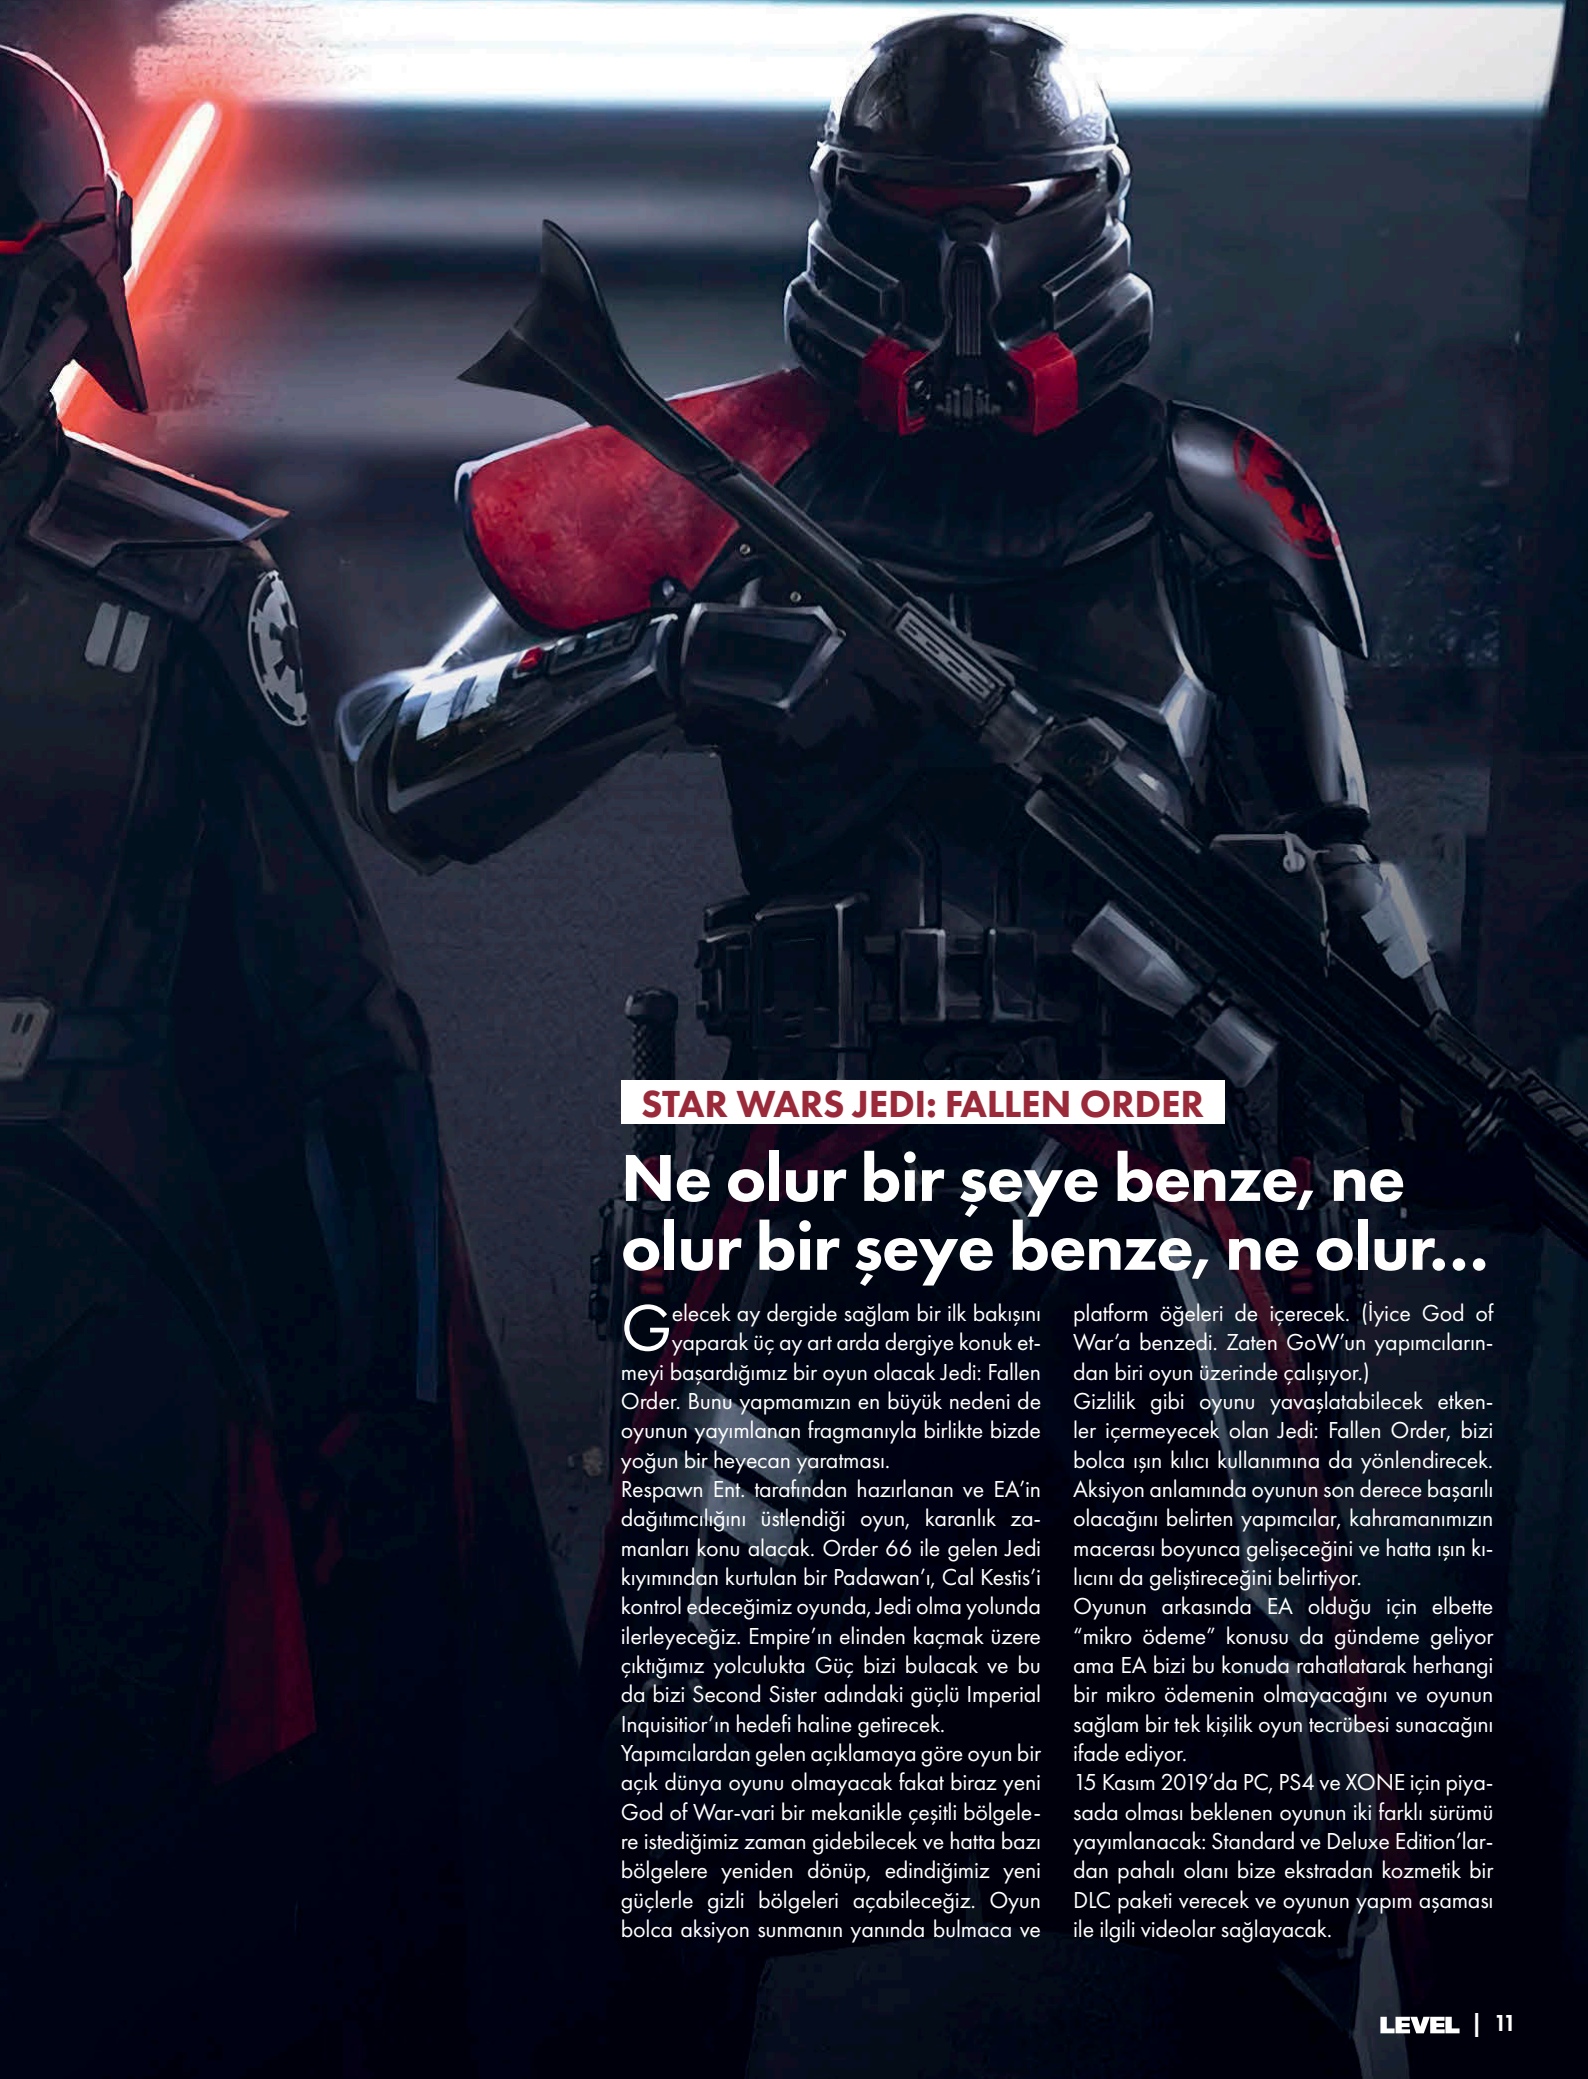 STAR WARS JEDI: FALLEN ORDER
Ne olur bir şeye benze, ne
olur bir şeye benze, ne olur...
Gelecek ay dergide sağlam bir ilk bakışını
yaparak üç ay art arda dergiye konuk et-
meyi başardığımız bir oyun olacak Jedi: Fallen
Order. Bunu yapmamızın en büyük nedeni de
oyunun yayımlanan fragmanıyla birlikte bizde
yoğun bir heyecan yaratması.
Respawn Ent. tarafından hazırlanan ve EA’in
dağıtımcılığını üstlendiği oyun, karanlık za-
manları konu alacak. Order 66 ile gelen Jedi
kıyımından kurtulan bir Padawan’ı, Cal Kestis’i
kontrol edeceğimiz oyunda, Jedi olma yolunda
ilerleyeceğiz. Empire’ın elinden kaçmak üzere
çıktığımız yolculukta Güç bizi bulacak ve bu
da bizi Second Sister adındaki güçlü Imperial
Inquisitior’ın hedefi haline getirecek.
Yapımcılardan gelen açıklamaya göre oyun bir
açık dünya oyunu olmayacak fakat biraz yeni
God of War-vari bir mekanikle çeşitli bölgele-
re istediğimiz zaman gidebilecek ve hatta bazı
bölgelere yeniden dönüp, edindiğimiz yeni
güçlerle gizli bölgeleri açabileceğiz. Oyun
bolca aksiyon sunmanın yanında bulmaca ve
platform öğeleri de içerecek. (İyice God of
War’a benzedi. Zaten GoW’un yapımcıların-
dan biri oyun üzerinde çalışıyor.)
Gizlilik gibi oyunu yavaşlatabilecek etken-
ler içermeyecek olan Jedi: Fallen Order, bizi
bolca ışın kılıcı kullanımına da yönlendirecek.
Aksiyon anlamında oyunun son derece başarılı
olacağını belirten yapımcılar, kahramanımızın
macerası boyunca gelişeceğini ve hatta ışın kı-
lıcını da geliştireceğini belirtiyor.
Oyunun arkasında EA olduğu için elbette
“mikro ödeme” konusu da gündeme geliyor
ama EA bizi bu konuda rahatlatarak herhangi
bir mikro ödemenin olmayacağını ve oyunun
sağlam bir tek kişilik oyun tecrübesi sunacağını
ifade ediyor.
15 Kasım 2019’da PC, PS4 ve XONE için piya-
sada olması beklenen oyunun iki farklı sürümü
yayımlanacak: Standard ve Deluxe Edition’lar-
dan pahalı olanı bize ekstradan kozmetik bir
DLC paketi verecek ve oyunun yapım aşaması
ile ilgili videolar sağlayacak.
LEVEL | 11